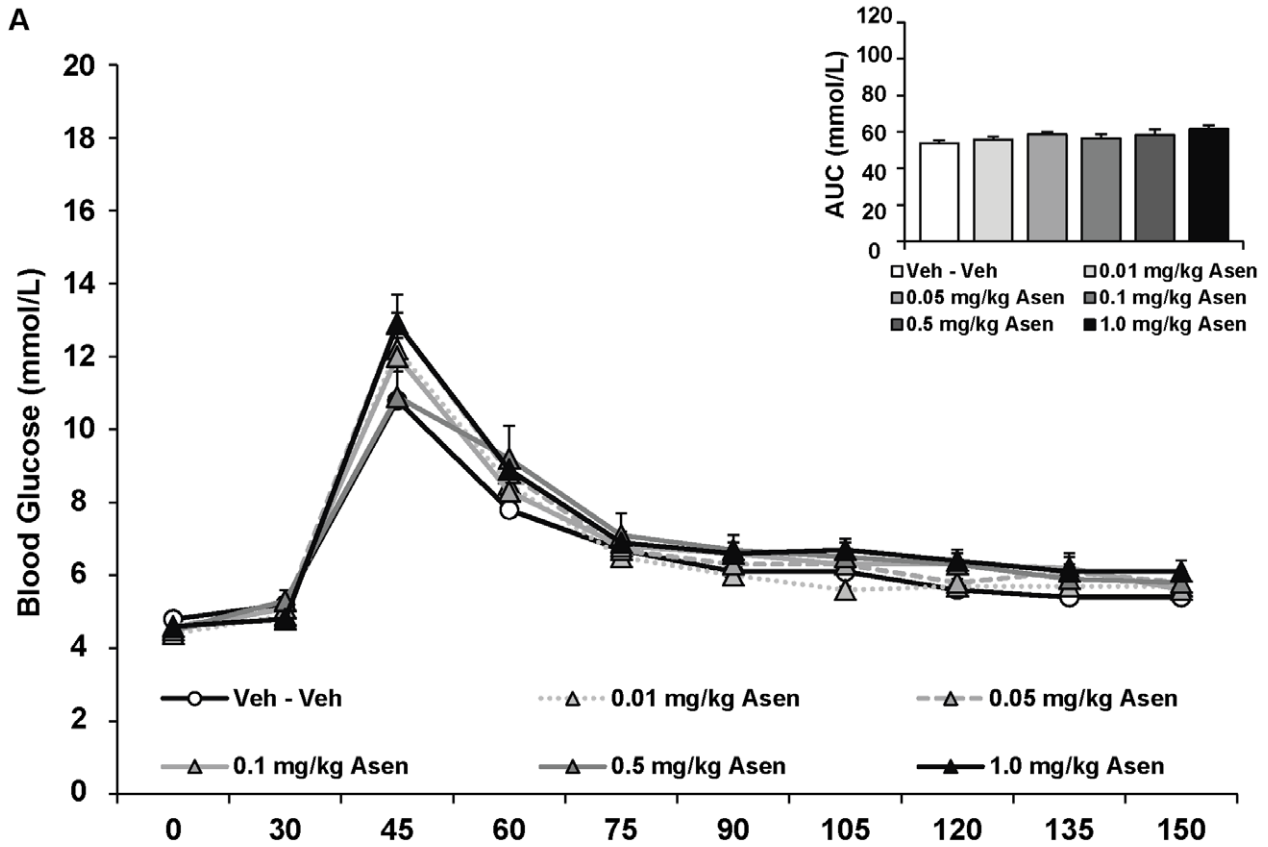 A
120
100
80
60
40
20
0
AUC (mmol/L)
Veh - Veh 0.01 mg/kg Asen
0.05 mg/kg Asen 0.1 mg/kg Asen
0.5 mg/kg Asen 1.0 mg/kg Asen
20
18
16
14
12
10
8
6
4
2
0
Blood Glucose (mmol/L)
Veh - Veh 0.01 mg/kg Asen 0.05 mg/kg Asen
0.1 mg/kg Asen 0.5 mg/kg Asen 1.0 mg/kg Asen
0 30 45 60 75 90 105 120 135 150